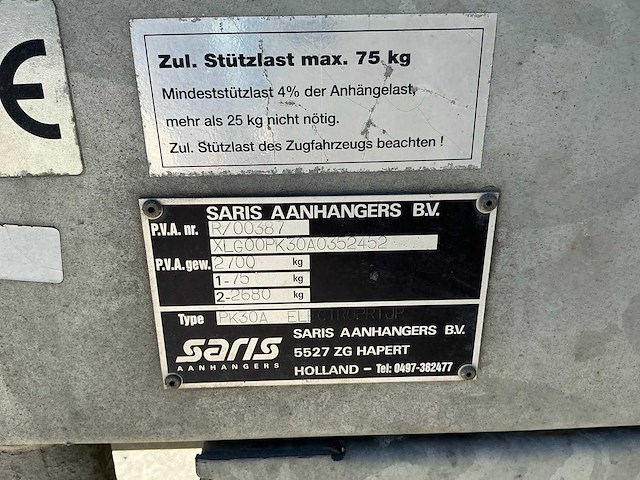 CE
Zul. Stützlast max. 75 kg
Mindeststützlast 4% der Anhängelast,
mehr als 25 kg nicht nötig.
Zul. Stützlast des Zugfahrzeugs beachten !
SARIS AANHANGERS B.V.
P.V.A. nr. R/00387
XLG00PK30A0352452
P.V.A. gew. 2700 kg
1-75 kg
2-2680 kg
Type PK30A
saris
AANHANGERS
SARIS AANHANGERS B.V.
5527 ZG HAPERT
HOLLAND – Tel: 0497-382477